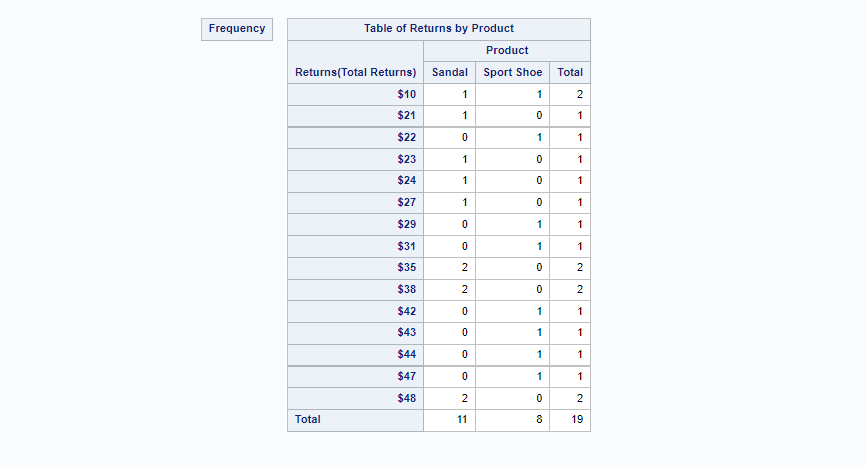 Frequency
Table of Returns by Product
Product
Returns(Total Returns) Sandal Sport Shoe Total
$10 1 1 2
$21 1 0 1
$22 0 1 1
$23 1 0 1
$24 1 0 1
$27 1 0 1
$29 0 1 1
$31 0 1 1
$35 2 0 2
$38 2 0 2
$42 0 1 1
$43 0 1 1
$44 0 1 1
$47 0 1 1
$48 2 0 2
Total 11 8 19